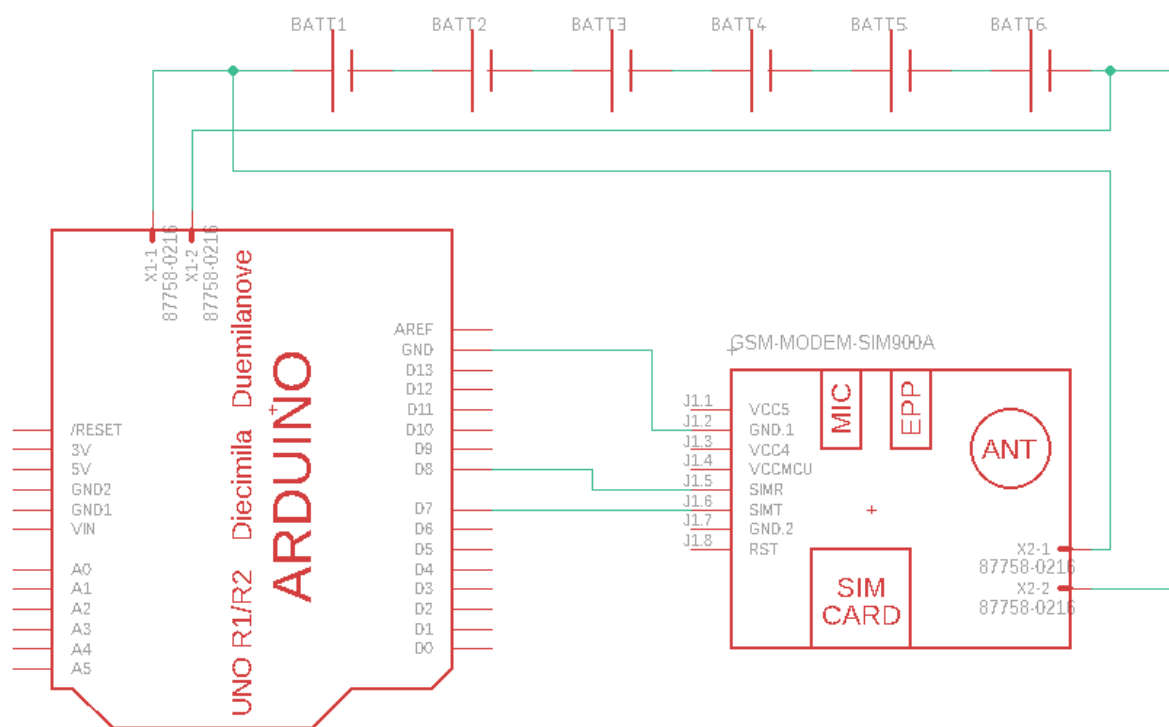 BATT1 BATT2 BATT3 BATT4 BATT5 BATT6
X1-1
87758-0216
X1-2
87758-0216
UNO R1/R2 Diecimila Duemilanove
ARDUINO
/RESET
3V
5V
GND2
GND1
VIN
A0
A1
A2
A3
A4
A5
AREF
GND
D13
D12
D11
D10
D9
D8
D7
D6
D5
D4
D3
D2
D1
D0
GSM-MODEM-SIM900A
J1.1 VCC5
J1.2 GND.1
J1.3 VCC4
J1.4 VCCMCU
J1.5 SIMR
J1.6 SIMT
J1.7 GND.2
J1.8 RST
MIC
EPP
ANT
SIM
CARD
X2-1
87758-0216
X2-2
87758-0216